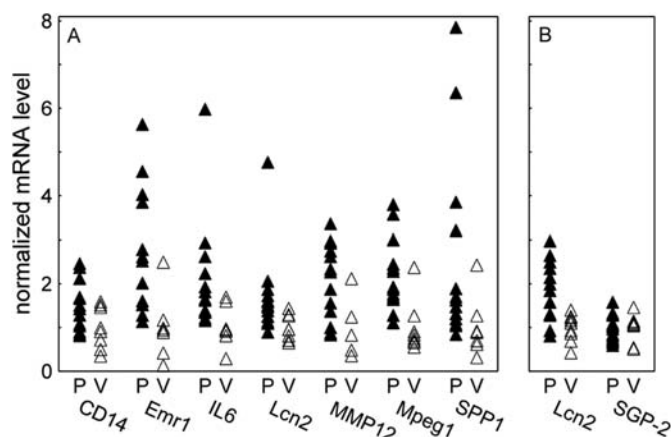 8
6
4
2
0
normalized mRNA level
A
B
P V P V P V P V P V P V P V
P V P V
CD14 Emr1 IL6 Lcn2 MMP12 Mpeg1 SPP1
Lcn2 SGP-2